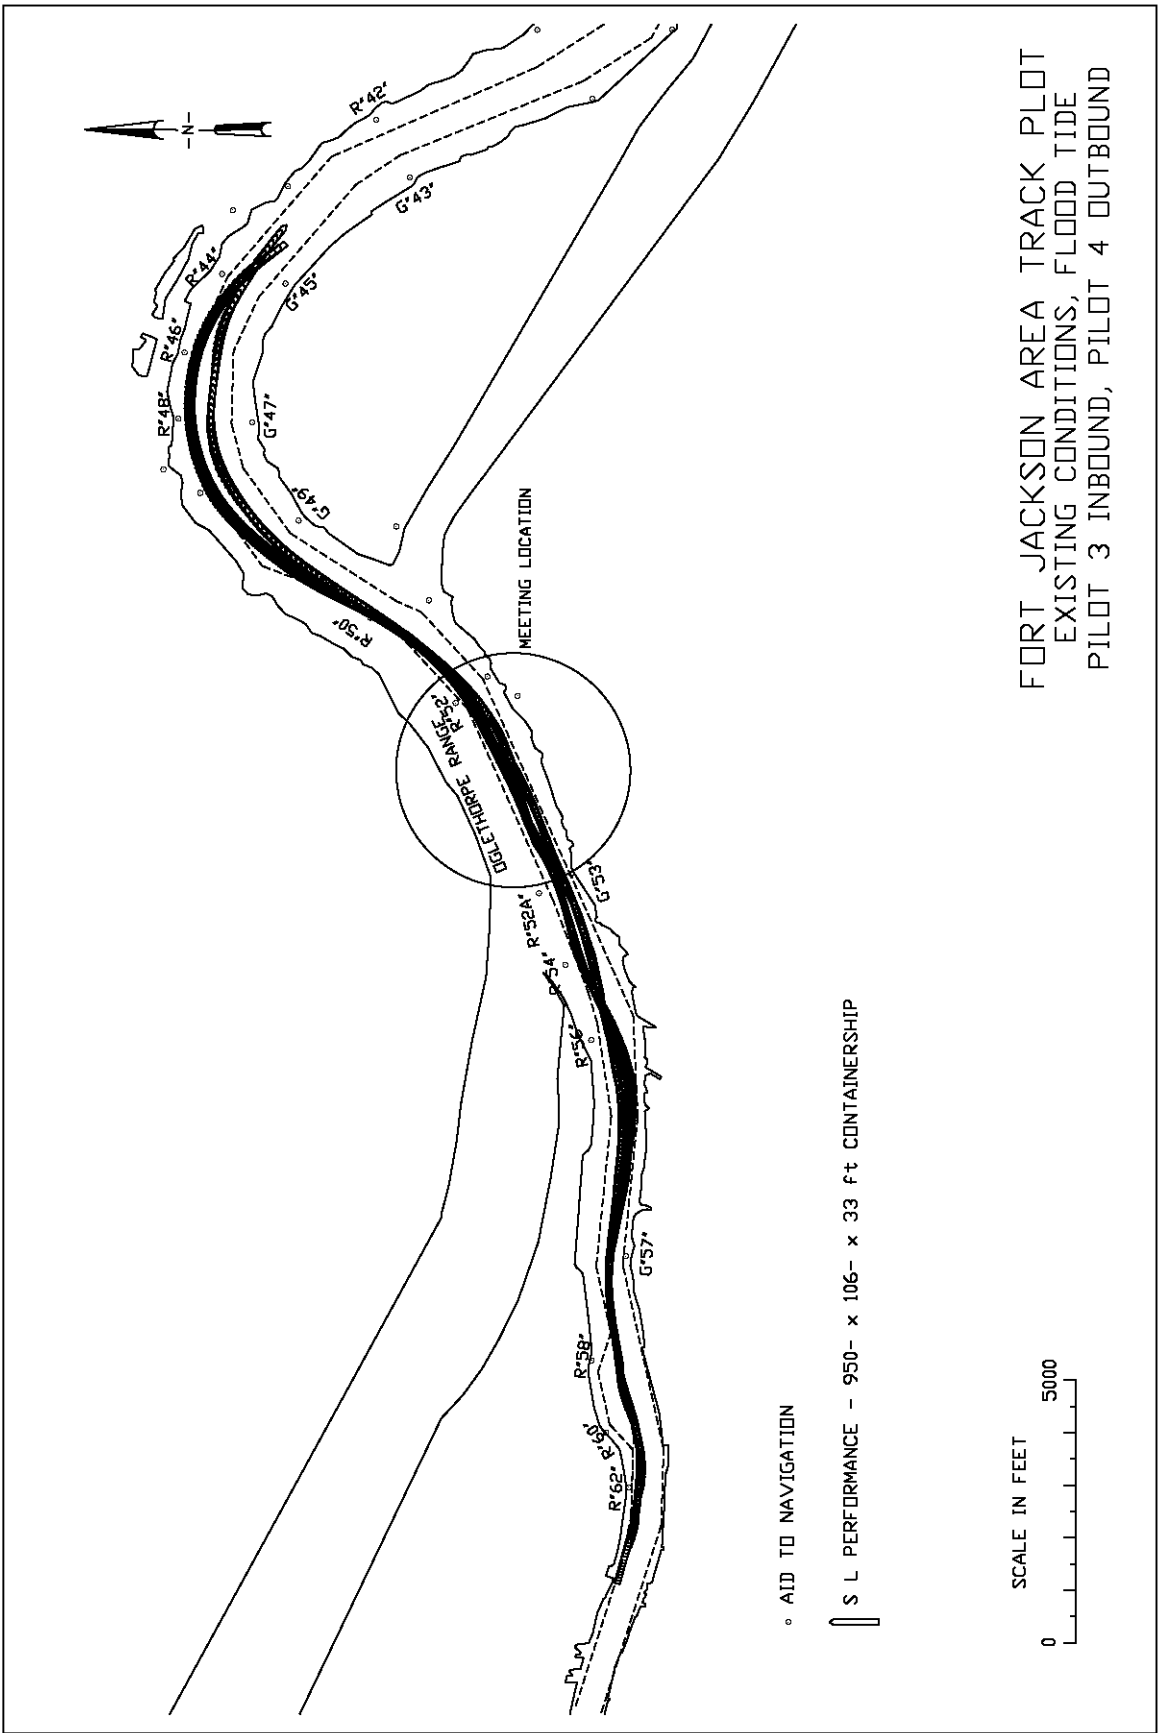 FORT JACKSON AREA TRACK PLOT
EXISTING CONDITIONS, FLOOD TIDE
PILOT 3 INBOUND, PILOT 4 OUTBOUND
-N-
R"42"
G"43"
R"44"
G"45"
R"46"
G"47"
R"48"
G"49"
R"50"
MEETING LOCATION
R"52"
OGLETHORPE RANGE
G"53"
R"52A"
R"54"
R"56"
G"57"
R"58"
R"60"
R"62"
AID TO NAVIGATION
S L PERFORMANCE - 950- x 106- x 33 ft CONTAINERSHIP
SCALE IN FEET
0
5000